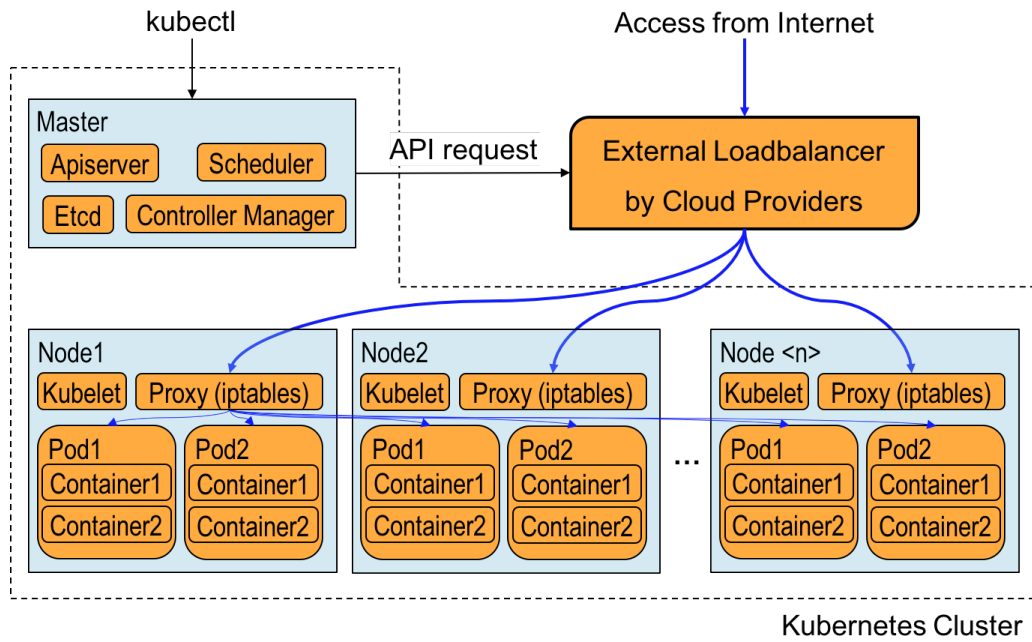 kubectl
Access from Internet
Master
Apiserver
Scheduler
Etcd
Controller Manager
API request
External Loadbalancer
by Cloud Providers
Node1
Kubelet
Proxy (iptables)
Pod1
Container1
Container2
Pod2
Container1
Container2
Node2
Kubelet
Proxy (iptables)
Pod1
Container1
Container2
Pod2
Container1
Container2
...
Node <n>
Kubelet
Proxy (iptables)
Pod1
Container1
Container2
Pod2
Container1
Container2
Kubernetes Cluster